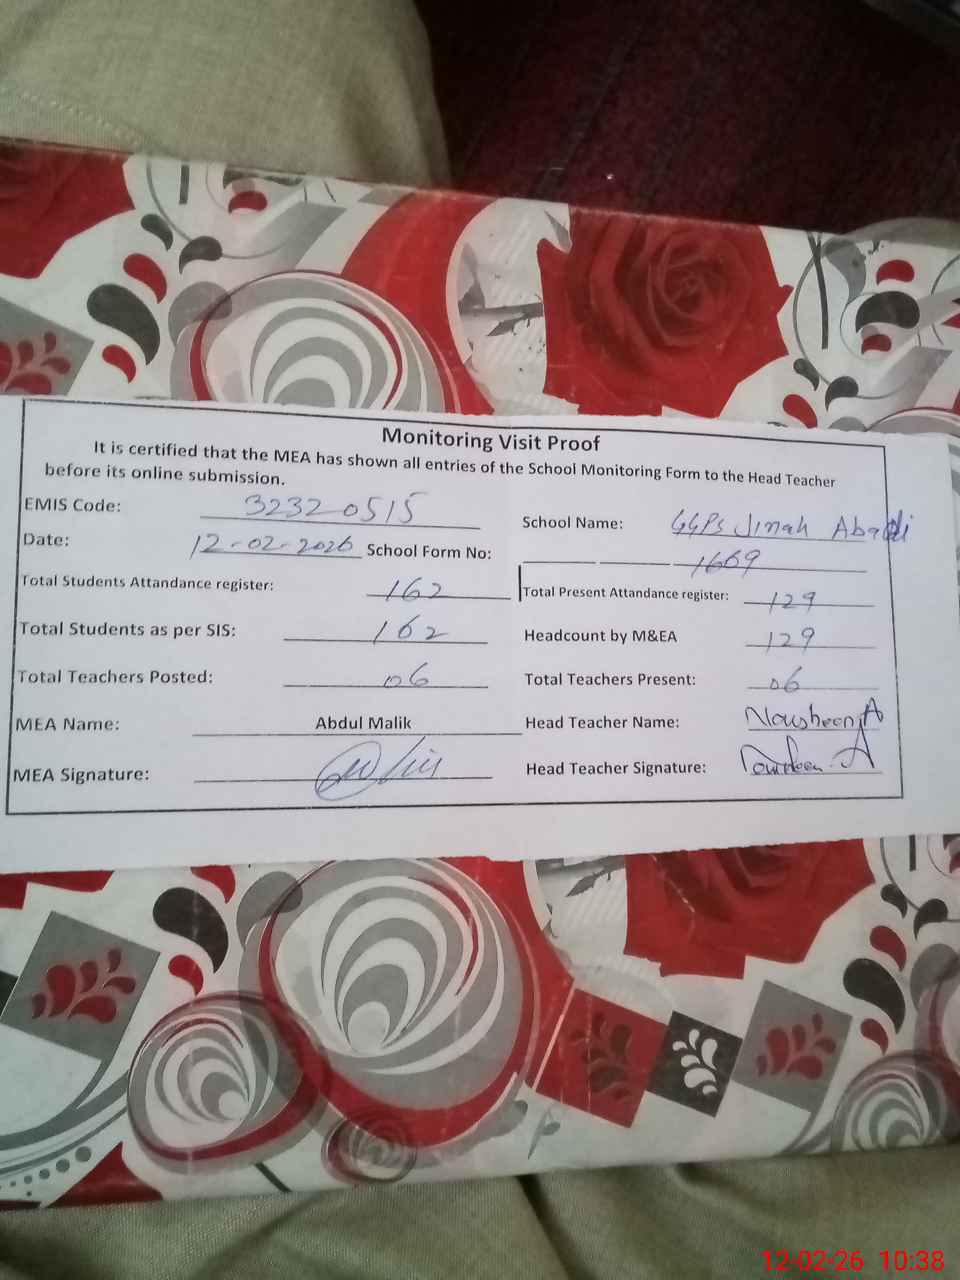 Monitoring Visit Proof
It is certified that the MEA has shown all entries of the School Monitoring Form to the Head Teacher
before its online submission.
EMIS Code: 32320515 School Name: GGPS Jinah Abadi
Date: 12-02-2026 School Form No: 1669
Total Students Attandance register: 162 Total Present Attandance register: 129
Total Students as per SIS: 162 Headcount by M&EA 129
Total Teachers Posted: 06 Total Teachers Present: 06
MEA Name: Abdul Malik Head Teacher Name: Nousheen A
MEA Signature: Head Teacher Signature:
12-02-26 10:38